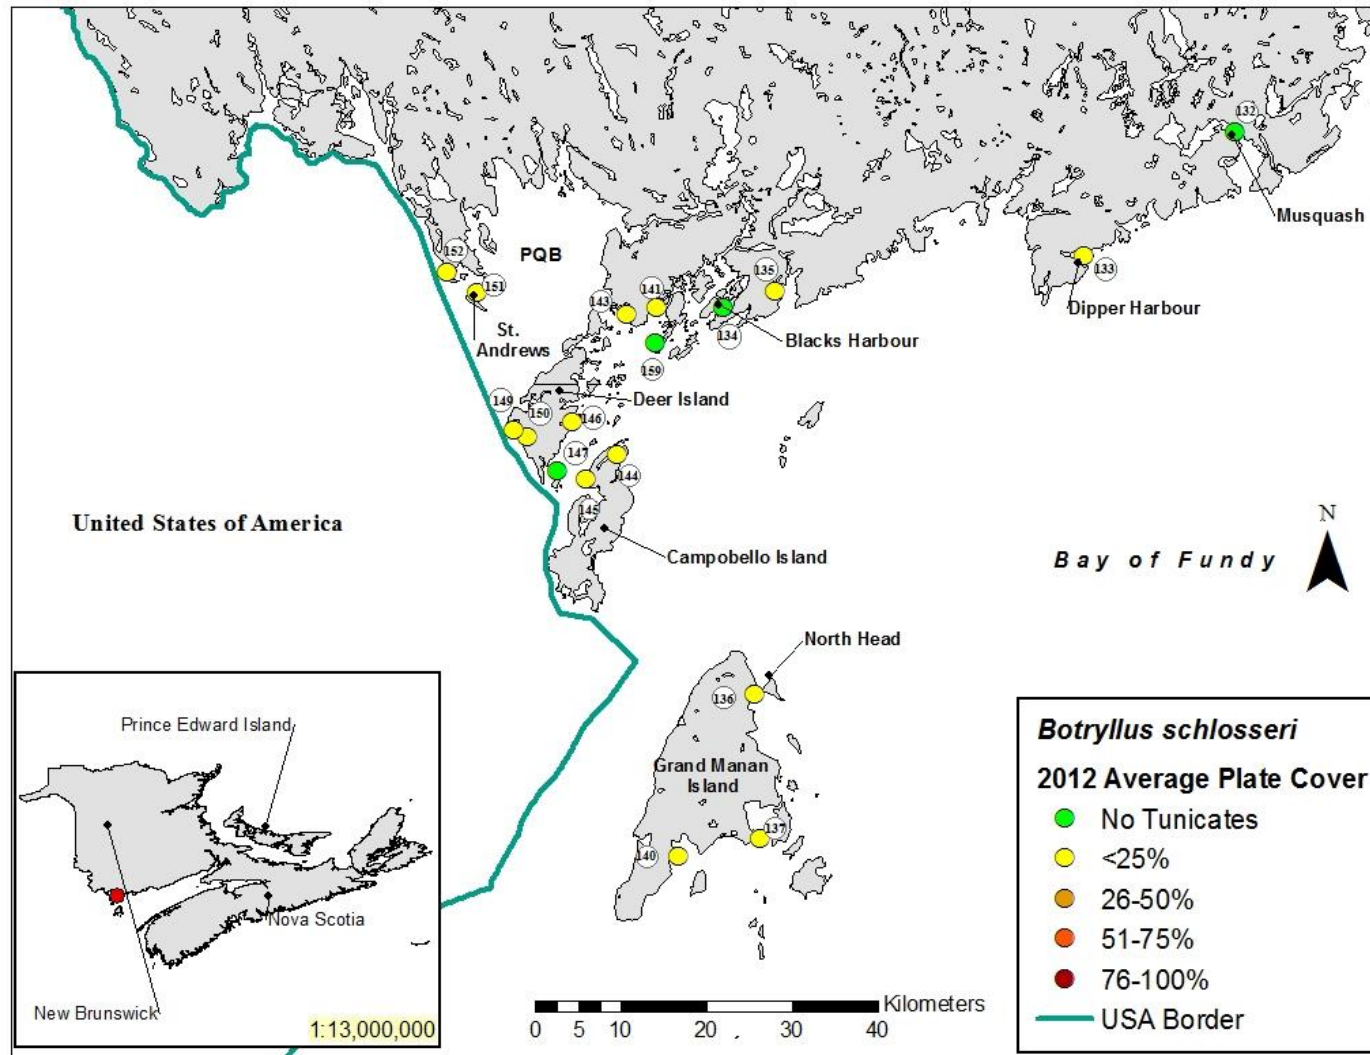 132
Musquash
152
PQB
135
151
143
141
133
Dipper Harbour
St.
Andrews
134
Blacks Harbour
159
149
150
146
Deer Island
147
144
145
United States of America
Campobello Island
Bay of Fundy
N
North Head
136
Grand Manan
Island
137
140
Prince Edward Island
Nova Scotia
New Brunswick
1:13,000,000
Kilometers
0 5 10 20 30 40
Botryllus schlosseri
2012 Average Plate Cover
No Tunicates
<25%
26-50%
51-75%
76-100%
USA Border